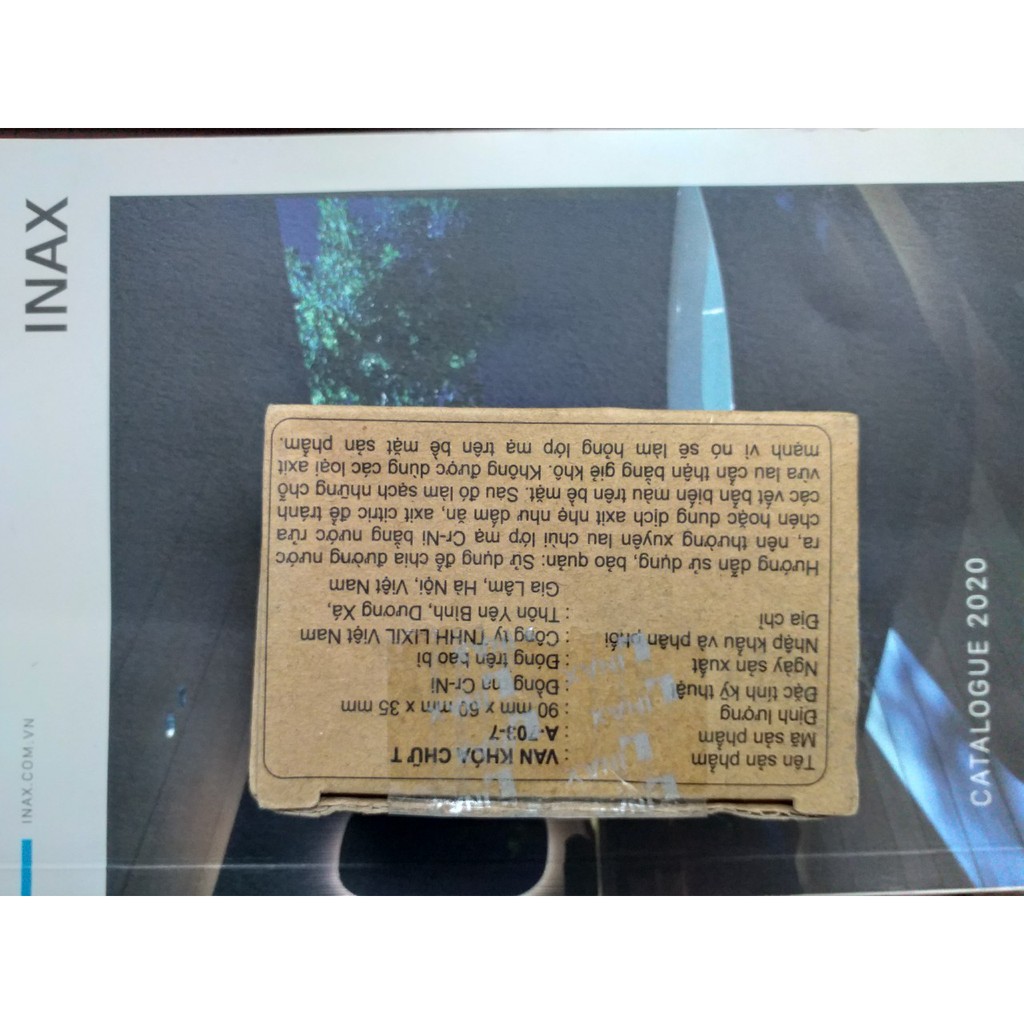 INAX
INAX.COM.VN
CATALOGUE 2020
Tên sản phẩm : VAN KHÓA CHỮ T
Mã sản phẩm : A-703-7
Định lượng : 90 mm x 60 mm x 35 mm
Đặc tính kỹ thuật : Đồng mạ Cr-Ni
Ngày sản xuất : Đóng trên bao bì
Nhập khẩu và phân phối : Công ty TNHH LIXIL Việt Nam
Địa chỉ : Thôn Yên Bình, Dương Xá,
Gia Lâm, Hà Nội, Việt Nam
Hướng dẫn sử dụng, bảo quản: Sử dụng để chia đường nước
ra, nên thường xuyên lau chùi lớp mạ Cr-Ni bằng nước rửa
chén hoặc dung dịch axit nhẹ như dấm ăn, axit citric để tránh
các vết bẩn biến màu trên bề mặt. Sau đó làm sạch những chỗ
vừa lau cẩn thận bằng giẻ khô. Không được dùng các loại axit
mạnh vì nó sẽ làm hỏng lớp mạ trên bề mặt sản phẩm.
INAX
INAX
INAX
INAX